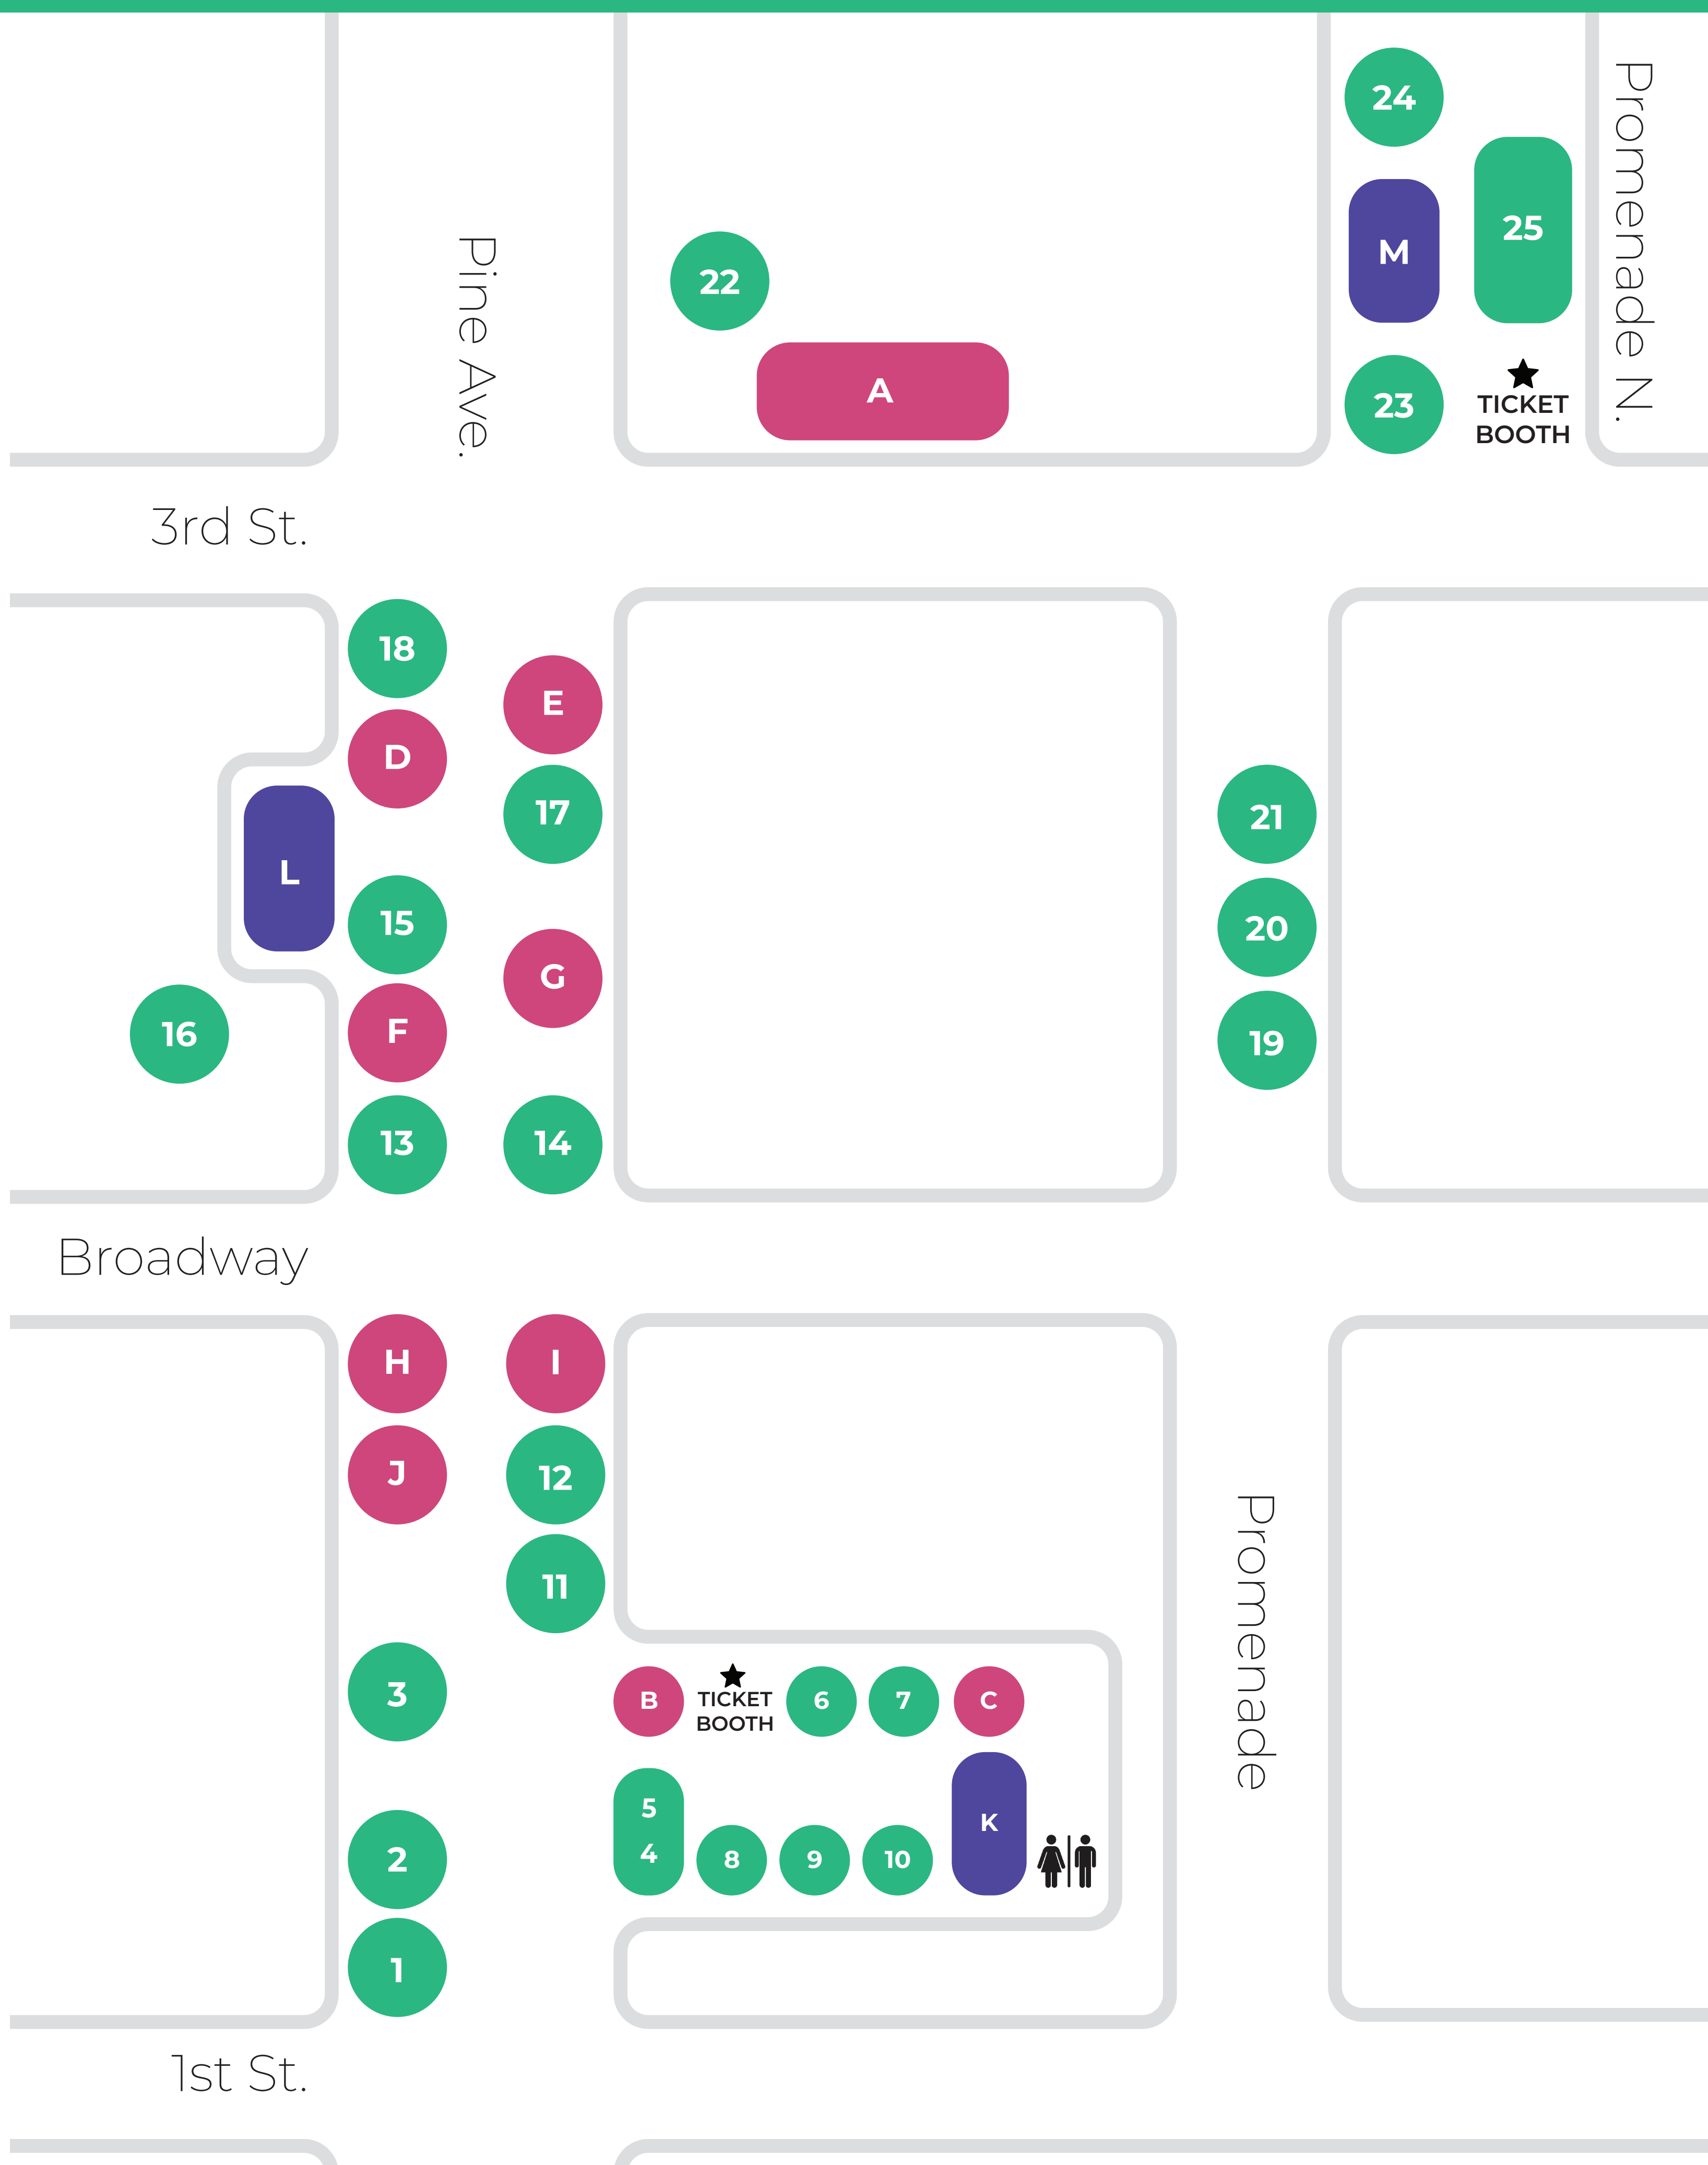 24
Promenade N.
25
M
Pine Ave.
22
A
23
TICKET
BOOTH
3rd St.
18
E
D
17
21
L
15
20
G
16
F
19
13
14
Broadway
H
I
J
12
11
Promenade
3
B
TICKET
BOOTH
6
7
C
5
4
K
2
8
9
10
1
1st St.